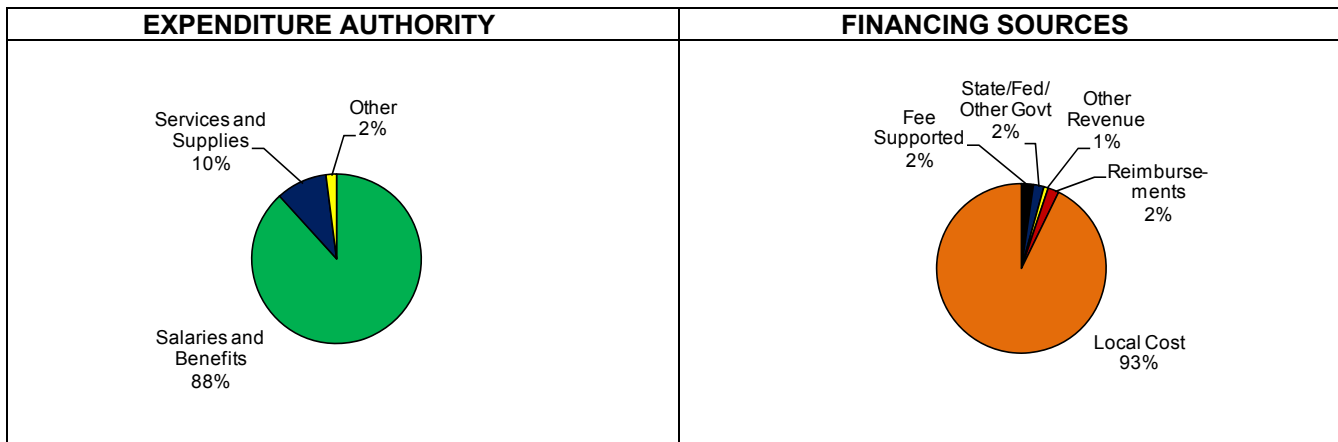 EXPENDITURE AUTHORITY
Services and
Supplies
10%
Other
2%
Salaries and
Benefits
88%
FINANCING SOURCES
Fee
Supported
2%
State/Fed/
Other Govt
2%
Other
Revenue
1%
Reimburse-
ments
2%
Local Cost
93%